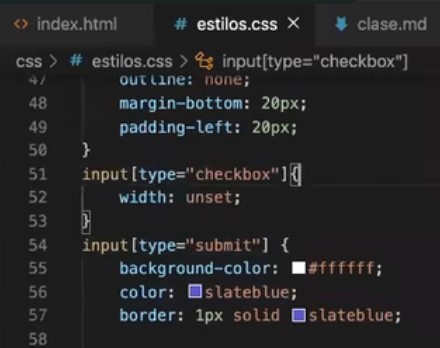 index.html # estilos.css × clase.md
css > # estilos.css > input[type="checkbox"]
47 outline: none;
48 margin-bottom: 20px;
49 padding-left: 20px;
50 }
51 input[type="checkbox"]{
52 width: unset;
53 }
54 input[type="submit"] {
55 background-color: #ffffff;
56 color: slateblue;
57 border: 1px solid slateblue;
58